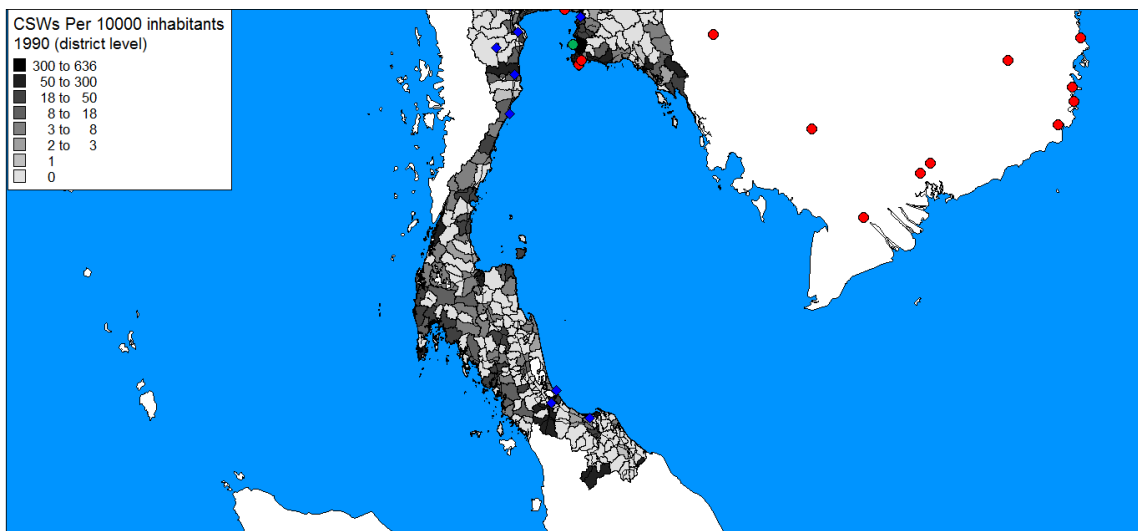 CSWs Per 10000 inhabitants
1990 (district level)
300 to 636
50 to 300
18 to 50
8 to 18
3 to 8
2 to 3
1
0